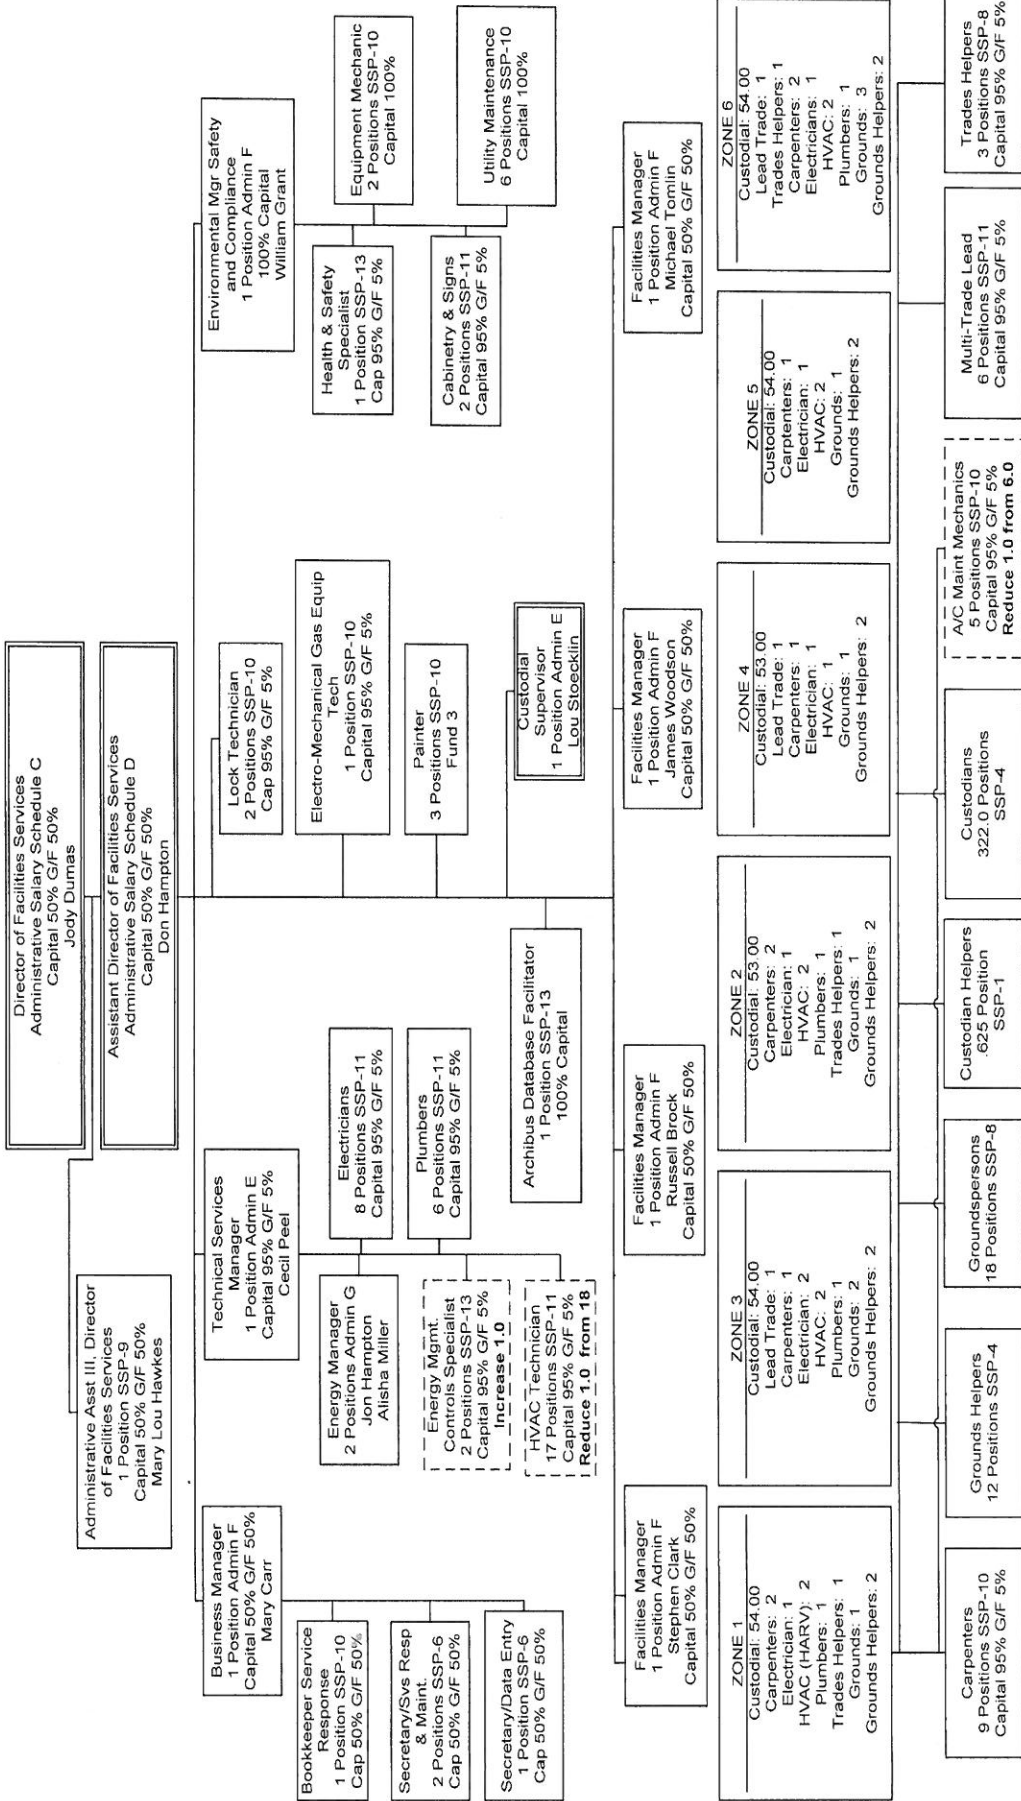 Director of Facilities Services
Administrative Salary Schedule C
Capital 50% G/F 50%
Jody Dumas
Assistant Director of Facilities Services
Administrative Salary Schedule D
Capital 50% G/F 50%
Don Hampton
Administrative Asst III, Director
of Facilities Services
1 Position SSP-9
Capital 50% G/F 50%
Mary Lou Hawkes
Business Manager
1 Position Admin F
Capital 50% G/F 50%
Mary Carr
Bookkeeper Service
Response
1 Position SSP-10
Cap 50% G/F 50%
Secretary/Svs Resp
& Maint.
2 Positions SSP-6
Cap 50% G/F 50%
Secretary/Data Entry
1 Position SSP-6
Cap 50% G/F 50%
Technical Services
Manager
1 Position Admin E
Capital 95% G/F 5%
Cecil Peel
Energy Manager
2 Positions Admin G
Jon Hampton
Alisha Miller
Electricians
8 Positions SSP-11
Capital 95% G/F 5%
Energy Mgmt.
Controls Specialist
2 Positions SSP-13
Capital 95% G/F 5%
Increase 1.0
Plumbers
6 Positions SSP-11
Capital 95% G/F 5%
HVAC Technician
17 Positions SSP-11
Capital 95% G/F 5%
Reduce 1.0 from 18
Lock Technician
2 Positions SSP-10
Cap 95% G/F 5%
Electro-Mechanical Gas Equip
Tech
1 Position SSP-10
Capital 95% G/F 5%
Painter
3 Positions SSP-10
Fund 3
Archibus Database Facilitator
1 Position SSP-13
100% Capital
Custodial
Supervisor
1 Position Admin E
Lou Stoecklin
Environmental Mgr Safety
and Compliance
1 Position Admin F
100% Capital
William Grant
Health & Safety
Specialist
1 Position SSP-13
Cap 95% G/F 5%
Equipment Mechanic
2 Positions SSP-10
Capital 100%
Cabinetry & Signs
2 Positions SSP-11
Capital 95% G/F 5%
Utility Maintenance
6 Positions SSP-10
Capital 100%
Facilities Manager
1 Position Admin F
Stephen Clark
Capital 50% G/F 50%
Facilities Manager
1 Position Admin F
Russell Brock
Capital 50% G/F 50%
Facilities Manager
1 Position Admin F
James Woodson
Capital 50% G/F 50%
Facilities Manager
1 Position Admin F
Michael Tomlin
Capital 50% G/F 50%
ZONE 1
Custodial: 54.00
Carpenters: 2
Electrician: 1
HVAC (HARV): 2
Plumbers: 1
Trades Helpers: 1
Grounds: 1
Grounds Helpers: 2
ZONE 3
Custodial: 54.00
Lead Trade: 1
Carpenters: 1
Electrician: 2
HVAC: 2
Plumbers: 1
Grounds: 2
Grounds Helpers: 2
ZONE 2
Custodial: 53.00
Carpenters: 2
Electrician: 1
HVAC: 2
Plumbers: 1
Trades Helpers: 1
Grounds: 1
Grounds Helpers: 2
ZONE 4
Custodial: 53.00
Lead Trade: 1
Carpenters: 1
Electrician: 1
HVAC: 1
Grounds: 1
Grounds Helpers: 2
ZONE 5
Custodial: 54.00
Carptenters: 1
Electrician: 1
HVAC: 2
Grounds: 1
Grounds Helpers: 2
ZONE 6
Custodial: 54.00
Lead Trade: 1
Trades Helpers: 1
Carpenters: 2
Electricians: 1
HVAC: 2
Plumbers: 1
Grounds: 3
Grounds Helpers: 2
Carpenters
9 Positions SSP-10
Capital 95% G/F 5%
Grounds Helpers
12 Positions SSP-4
Groundspersons
18 Positions SSP-8
Custodian Helpers
.625 Position
SSP-1
Custodians
322.0 Positions
SSP-4
A/C Maint Mechanics
5 Positions SSP-10
Capital 95% G/F 5%
Reduce 1.0 from 6.0
Multi-Trade Lead
6 Positions SSP-11
Capital 95% G/F 5%
Trades Helpers
3 Positions SSP-8
Capital 95% G/F 5%